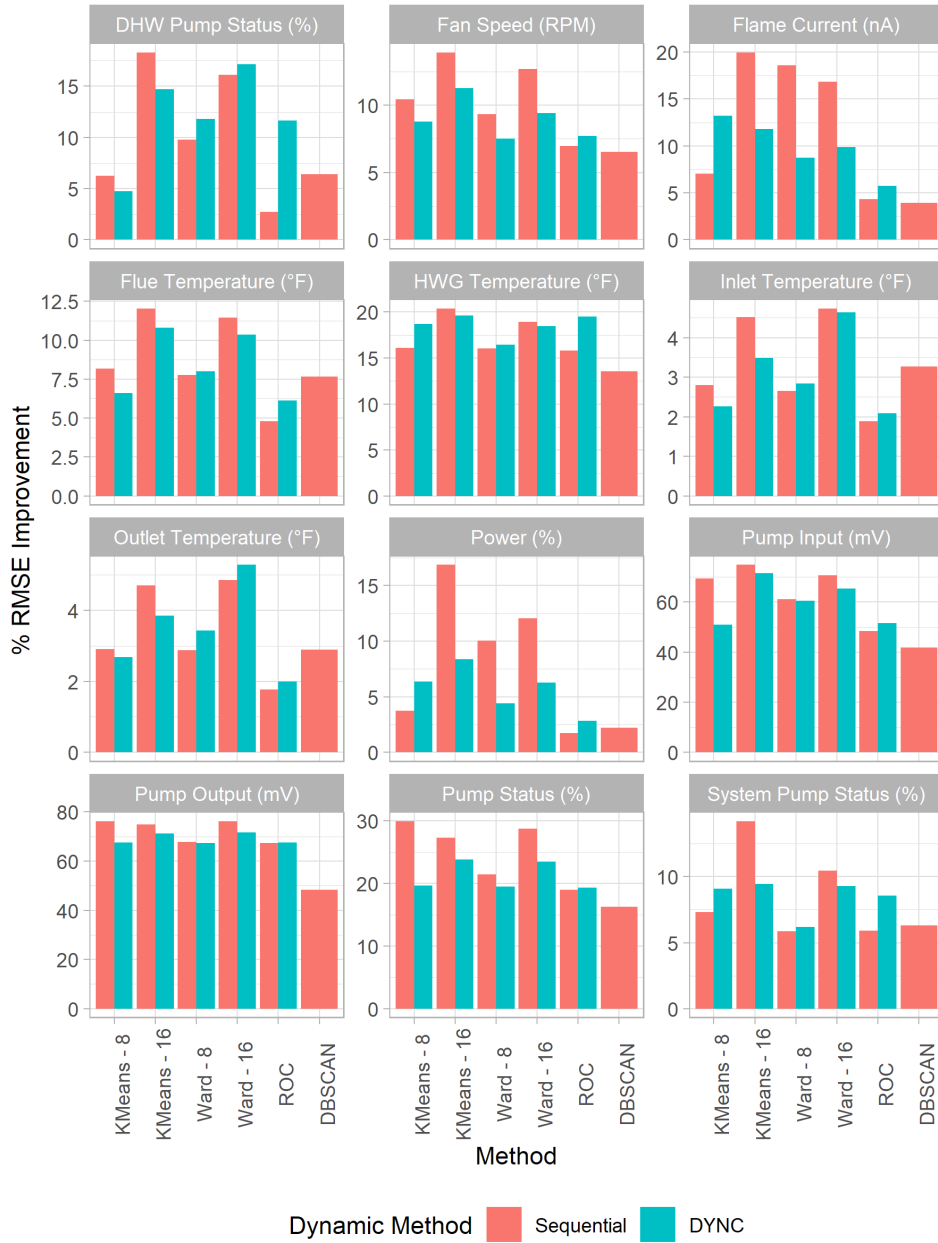 DHW Pump Status (%)
Fan Speed (RPM)
Flame Current (nA)
15
10
5
0
10
5
0
20
15
10
5
0
Flue Temperature (°F)
HWG Temperature (°F)
Inlet Temperature (°F)
12.5
10.0
7.5
5.0
2.5
0.0
20
15
10
5
0
4
3
2
1
0
% RMSE Improvement
Outlet Temperature (°F)
Power (%)
Pump Input (mV)
4
2
0
15
10
5
0
60
40
20
0
Pump Output (mV)
Pump Status (%)
System Pump Status (%)
80
60
40
20
0
30
20
10
0
10
5
0
KMeans - 8
KMeans - 16
Ward - 8
Ward - 16
ROC
DBSCAN
KMeans - 8
KMeans - 16
Ward - 8
Ward - 16
ROC
DBSCAN
KMeans - 8
KMeans - 16
Ward - 8
Ward - 16
ROC
DBSCAN
Method
Dynamic Method
Sequential
DYNC